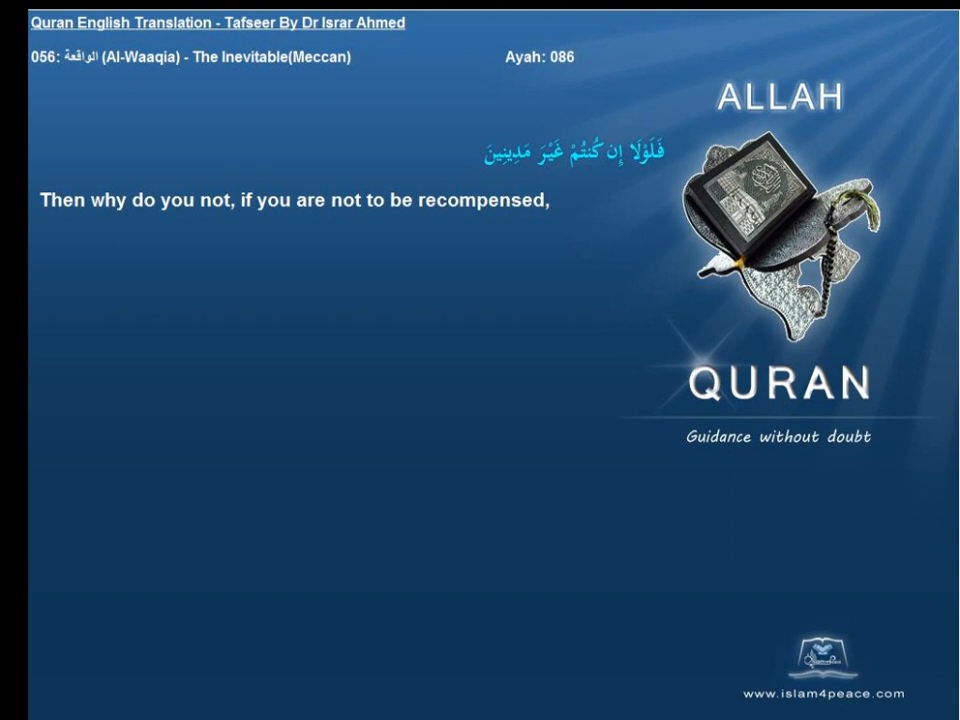 Quran English Translation - Tafseer By Dr Israr Ahmed
056: الواقعة (Al-Waaqia) - The Inevitable(Meccan) Ayah: 086
ALLAH
فَلَوْلَا إِن كُنتُمْ غَيْرَ مَدِينِينَ
Then why do you not, if you are not to be recompensed,
QURAN
Guidance without doubt
www.islam4peace.com